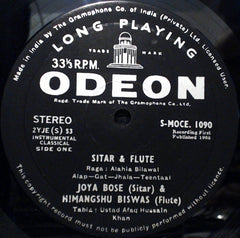 Made in India by The Gramophone Co. of India (Private) Ltd. Licensed User.
LONG PLAYING
TRADE MARK
33⅓ R.P.M.
ODEON
Regd. Trade Mark of The Gramophone Co. Ltd.
STEREO
2YJE (S) 53
INSTRUMENTAL
CLASSICAL
SIDE ONE
S-MOCE. 1090
Recording First
Published 1966
SITAR & FLUTE
Raga : Alahia Bilawal
Alap-Gat-Jhala-Teentaal
JOYA BOSE (Sitar) &
HIMANGSHU BISWAS (Flute)
Tabla : Ustad Afaq Hussain
Khan
Copyright record must not be publicly performed without